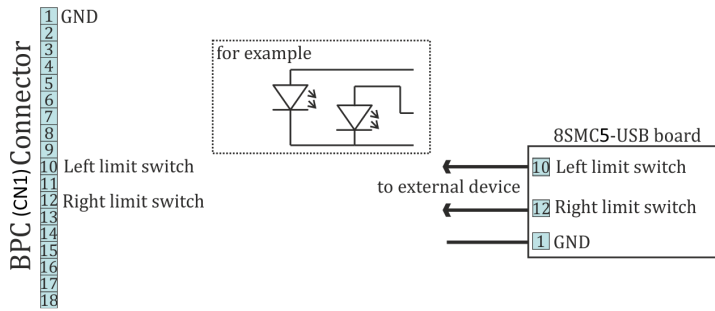 BPC (CN1) Connector
1 GND
2
3
4
5
6
7
8
9
10 Left limit switch
11
12 Right limit switch
13
14
15
16
17
18
for example
to external device
8SMC5-USB board
10 Left limit switch
12 Right limit switch
1 GND